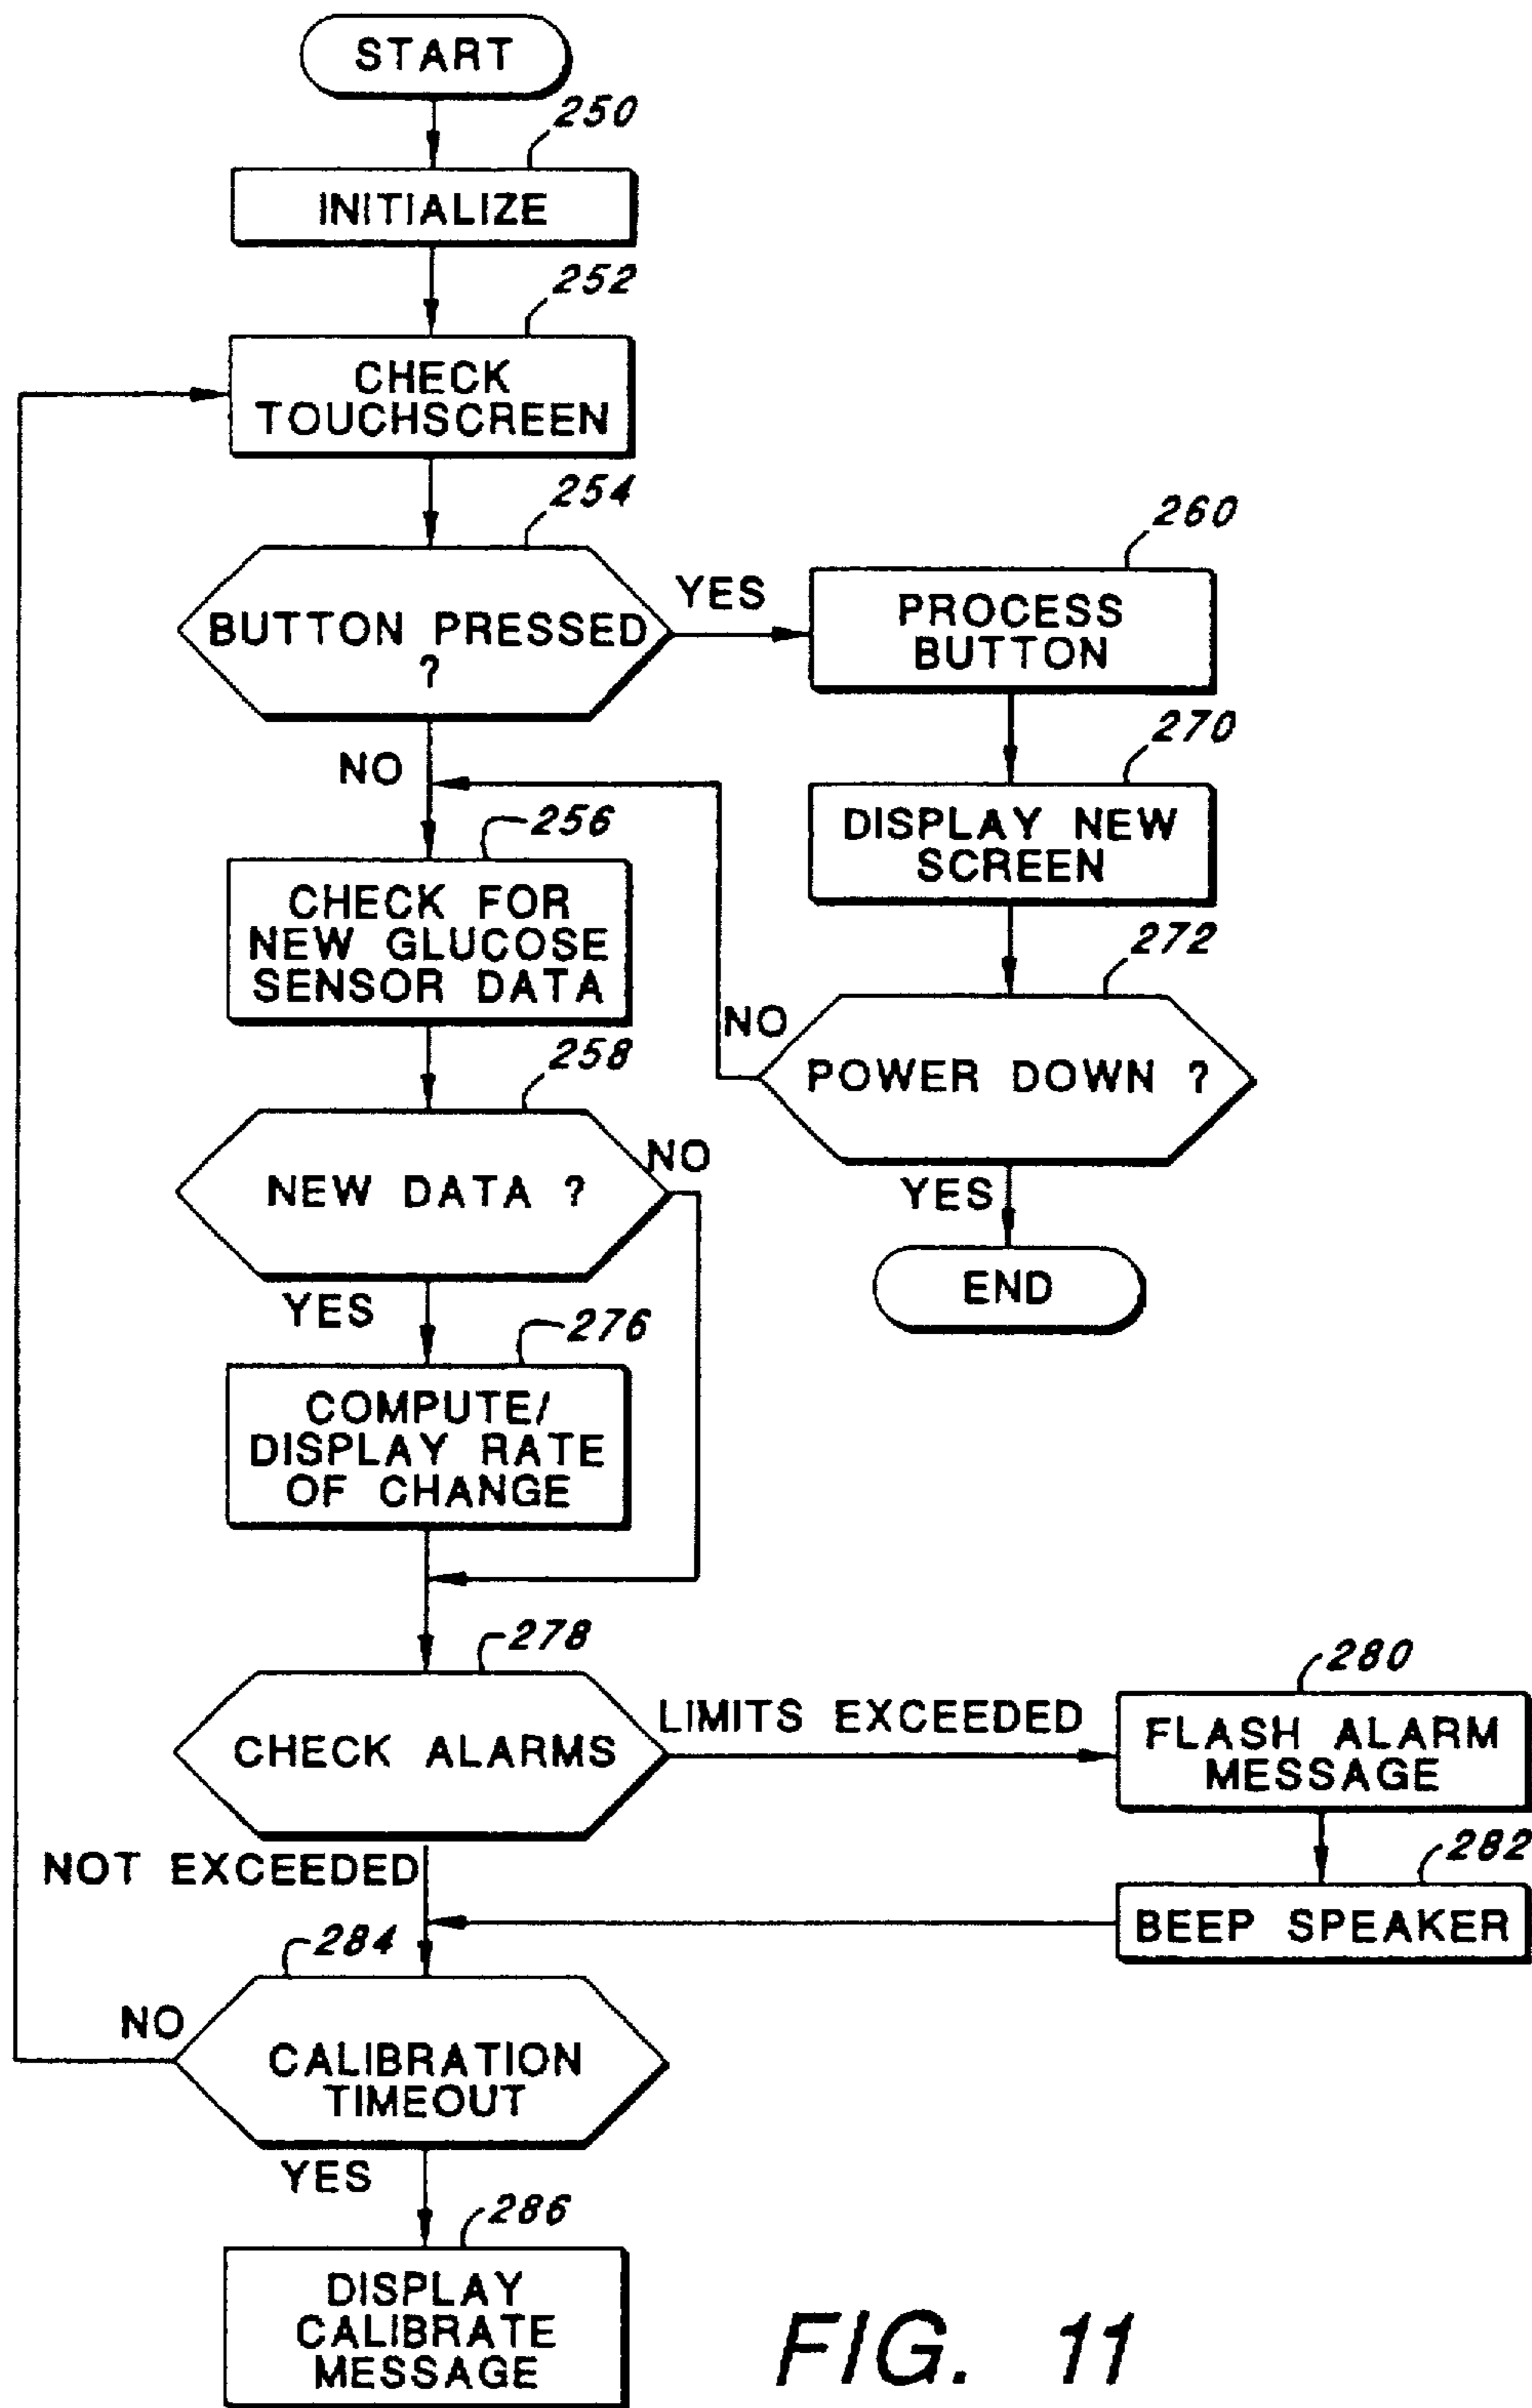 START
250
INITIALIZE
252
CHECK
TOUCHSCREEN
254
BUTTON PRESSED
?
YES
260
PROCESS
BUTTON
NO
270
DISPLAY NEW
SCREEN
256
CHECK FOR
NEW GLUCOSE
SENSOR DATA
272
NO
POWER DOWN ?
YES
END
258
NEW DATA ?
NO
YES
276
COMPUTE/
DISPLAY RATE
OF CHANGE
278
CHECK ALARMS
LIMITS EXCEEDED
280
FLASH ALARM
MESSAGE
NOT EXCEEDED
282
BEEP SPEAKER
284
NO
CALIBRATION
TIMEOUT
YES
286
DISPLAY
CALIBRATE
MESSAGE
FIG. 11